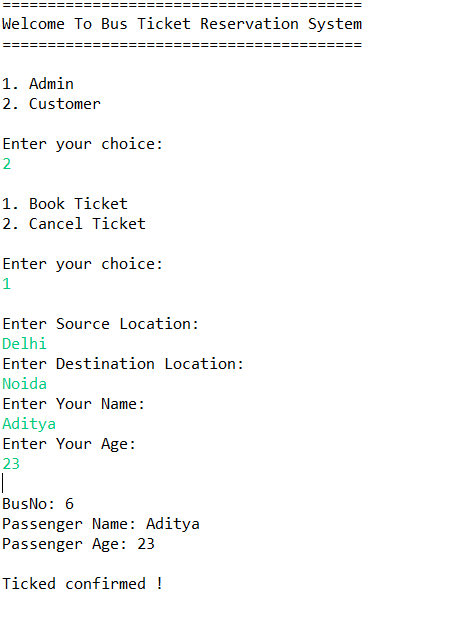 ========================================
Welcome To Bus Ticket Reservation System
========================================
1. Admin
2. Customer
Enter your choice:
2
1. Book Ticket
2. Cancel Ticket
Enter your choice:
1
Enter Source Location:
Delhi
Enter Destination Location:
Noida
Enter Your Name:
Aditya
Enter Your Age:
23
BusNo: 6
Passenger Name: Aditya
Passenger Age: 23
Ticked confirmed !